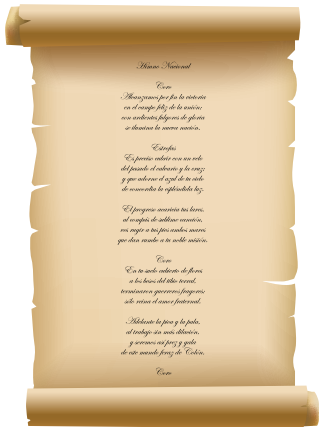 Himno Nacional
Coro
Alcanzamos por fin la victoria
en el campo feliz de la unión;
con ardientes fulgores de gloria
se ilumina la nueva nación.
Estrofas
Es preciso cubrir con un velo
del pasado el calvario y la cruz;
y que adorne el azul de tu cielo
de concordia la espléndida luz.
El progreso acaricia tus lares,
al compás de sublime canción,
ves rugir a tus pies ambos mares
que dan rumbo a tu noble misión.
Coro
En tu suelo cubierto de flores
a los besos del tibio terral,
terminaron guerreros fragores;
sólo reina el amor fraternal.
Adelante la pica y la pala,
al trabajo sin más dilación,
y seremos así prez y gala
de este mundo feraz de Colón.
Coro